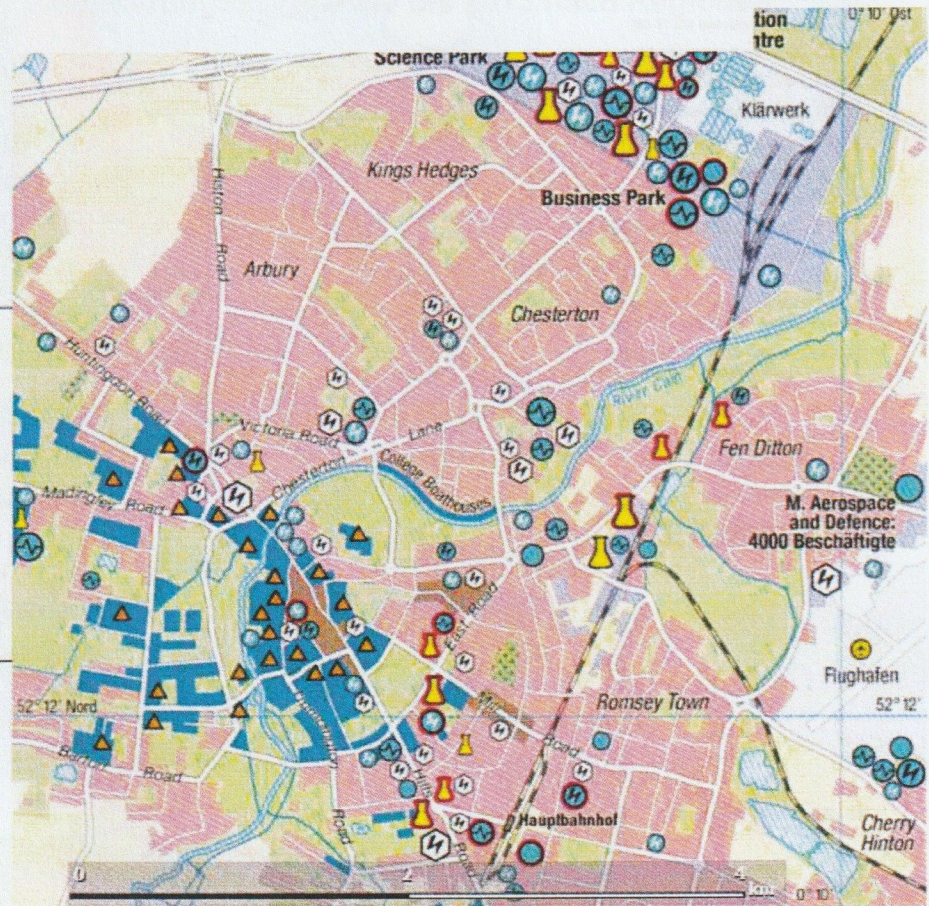 tion
ntre
0° 10' Ost
Science Park
Klärwerk
Kings Hedges
Business Park
Histon
Road
Arbury
Chesterton
Huntingdon Road
River Cam
Victoria Road
Chesterton
Lane
College Boathouses
Fen Ditton
Madingley Road
M. Aerospace
and Defence:
4000 Beschäftigte
East Road
Flughafen
52° 12' Nord
Romsey Town
52° 12'
Mill
Road
Barton
Road
Road
Hills
Road
Hauptbahnhof
Cherry
Hinton
0
2
4
km
0° 10'